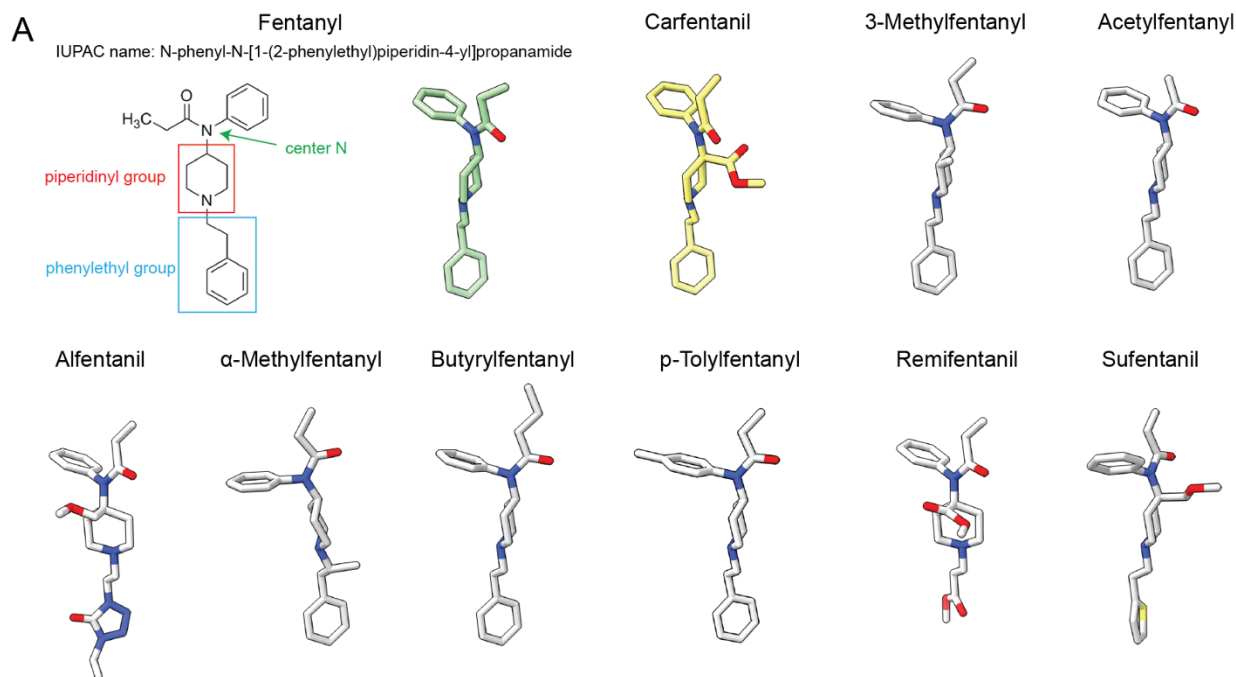 A
Fentanyl
IUPAC name: N-phenyl-N-[1-(2-phenylethyl)piperidin-4-yl]propanamide
O
H₃C
N
center N
piperidinyl group
N
phenylethyl group
Carfentanil
3-Methylfentanyl
Acetylfentanyl
Alfentanil
α-Methylfentanyl
Butyrylfentanyl
p-Tolylfentanyl
Remifentanil
Sufentanil